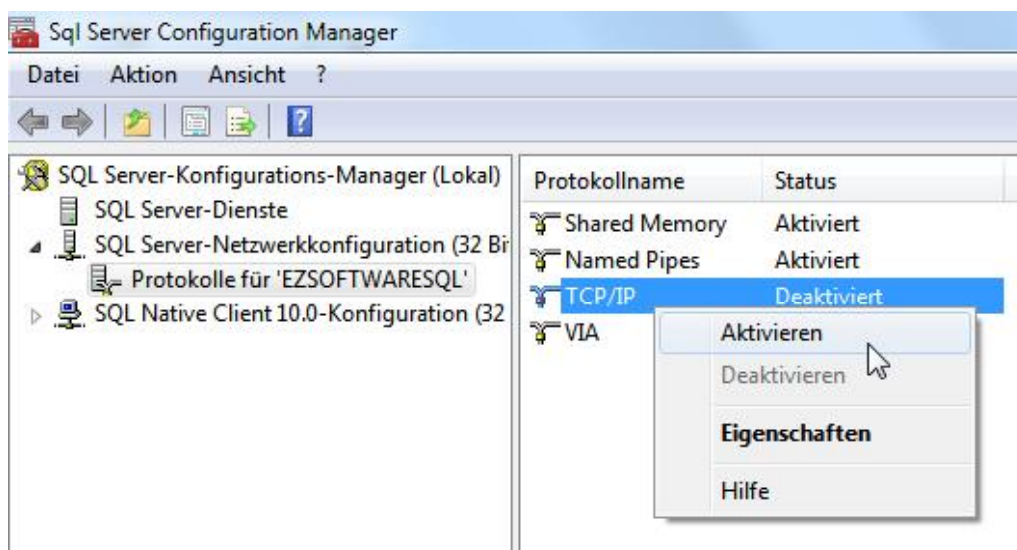 Sql Server Configuration Manager
Datei Aktion Ansicht ?
SQL Server-Konfigurations-Manager (Lokal)
SQL Server-Dienste
SQL Server-Netzwerkkonfiguration (32 Bi
Protokolle für 'EZSOFTWARESQL'
SQL Native Client 10.0-Konfiguration (32
Protokollname Status
Shared Memory Aktiviert
Named Pipes Aktiviert
TCP/IP Deaktiviert
VIA
Aktivieren
Deaktivieren
Eigenschaften
Hilfe